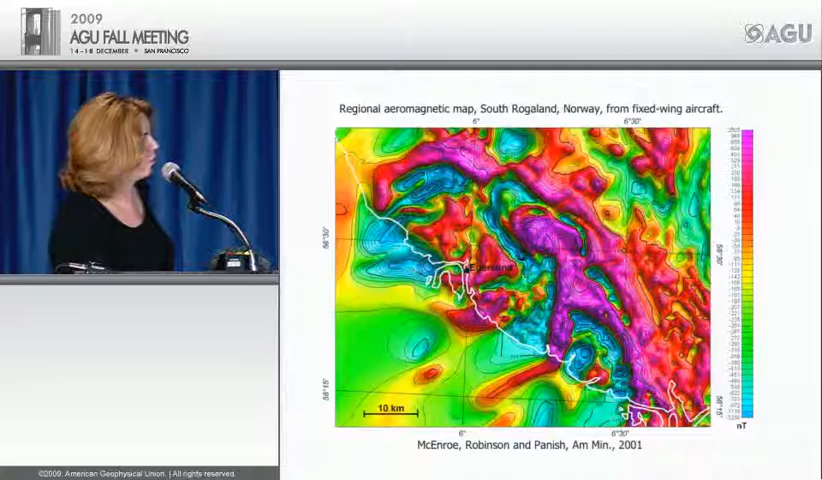 2009
AGU FALL MEETING
14-18 DECEMBER • SAN FRANCISCO
AGU
Regional aeromagnetic map, South Rogaland, Norway, from fixed-wing aircraft.
6°
6°30'
58°30'
58°30'
Egersund
58°15'
58°15'
10 km
nT
6°
6°30'
McEnroe, Robinson and Panish, Am Min., 2001
©2009. American Geophysical Union. | All rights reserved.